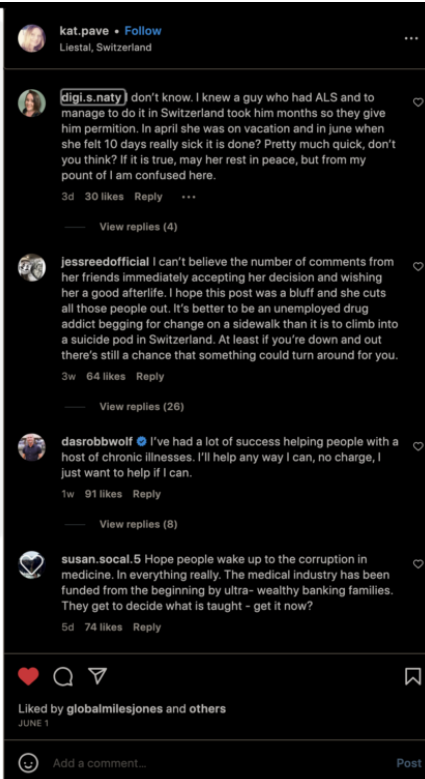 kat.pave • Follow
Liestal, Switzerland
digi.s.naty I don't know. I knew a guy who had ALS and to
manage to do it in Switzerland took him months so they give
him permition. In april she was on vacation and in june when
she felt 10 days really sick it is done? Pretty much quick, don't
you think? If it is true, may her rest in peace, but from my
pount of I am confused here.
3d 30 likes Reply
View replies (4)
jessreedofficial I can't believe the number of comments from
her friends immediately accepting her decision and wishing
her a good afterlife. I hope this post was a bluff and she cuts
all those people out. It's better to be an unemployed drug
addict begging for change on a sidewalk than it is to climb into
a suicide pod in Switzerland. At least if you're down and out
there's still a chance that something could turn around for you.
3w 64 likes Reply
View replies (26)
dasrobbwolf I've had a lot of success helping people with a
host of chronic illnesses. I'll help any way I can, no charge, I
just want to help if I can.
1w 91 likes Reply
View replies (8)
susan.socal.5 Hope people wake up to the corruption in
medicine. In everything really. The medical industry has been
funded from the beginning by ultra- wealthy banking families.
They get to decide what is taught - get it now?
5d 74 likes Reply
Liked by globalmilesjones and others
JUNE 1
Add a comment... Post